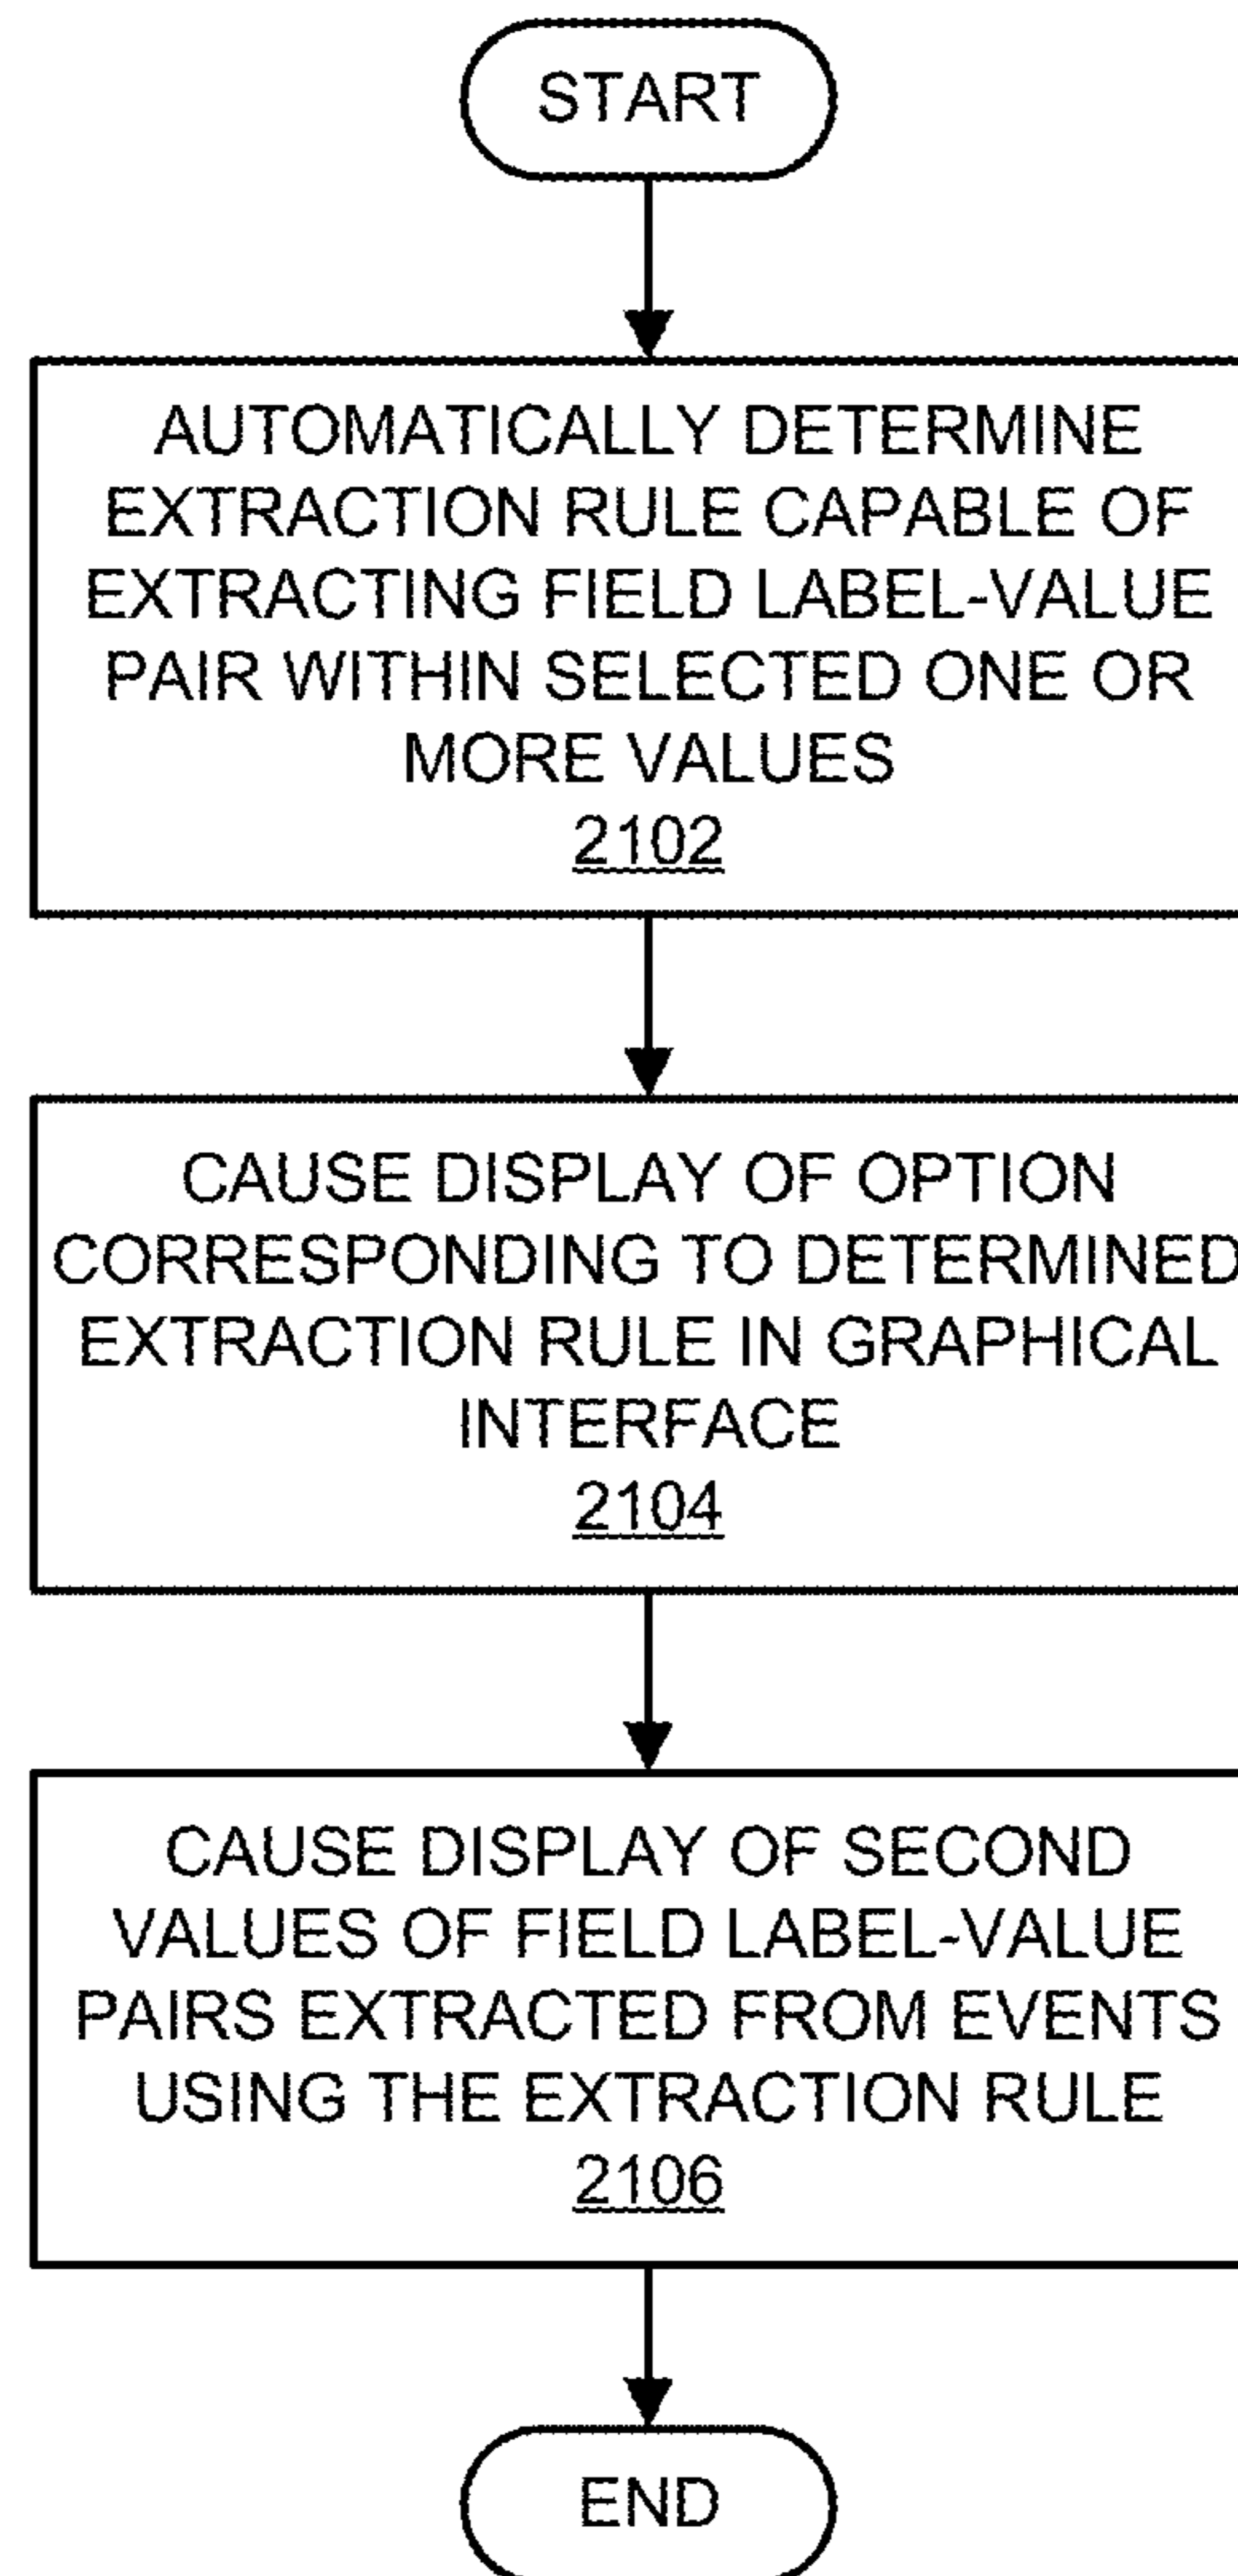 START
AUTOMATICALLY DETERMINE
EXTRACTION RULE CAPABLE OF
EXTRACTING FIELD LABEL-VALUE
PAIR WITHIN SELECTED ONE OR
MORE VALUES
2102
CAUSE DISPLAY OF OPTION
CORRESPONDING TO DETERMINED
EXTRACTION RULE IN GRAPHICAL
INTERFACE
2104
CAUSE DISPLAY OF SECOND
VALUES OF FIELD LABEL-VALUE
PAIRS EXTRACTED FROM EVENTS
USING THE EXTRACTION RULE
2106
END